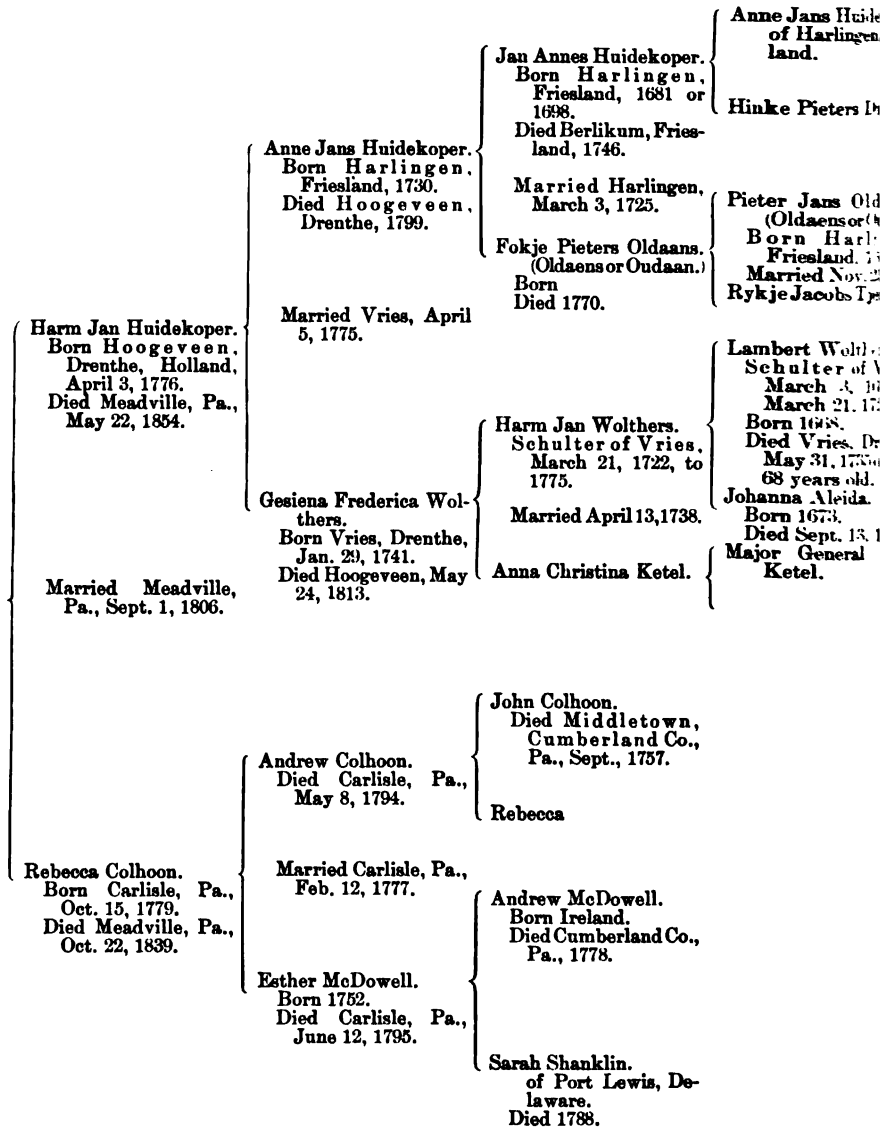 Harm Jan Huidekoper.
Born Hoogeveen,
Drenthe, Holland,
April 3, 1776.
Died Meadville, Pa.,
May 22, 1854.
Married Meadville,
Pa., Sept. 1, 1806.
Rebecca Colhoon.
Born Carlisle, Pa.,
Oct. 15, 1779.
Died Meadville, Pa.,
Oct. 22, 1839.
Anne Jans Huidekoper.
Born Harlingen,
Friesland, 1730.
Died Hoogeveen,
Drenthe, 1799.
Married Vries, April
5, 1775.
Gesiena Frederica Wol-
thers.
Born Vries, Drenthe,
Jan. 29, 1741.
Died Hoogeveen, May
24, 1813.
Andrew Colhoon.
Died Carlisle, Pa.,
May 8, 1794.
Married Carlisle, Pa.,
Feb. 12, 1777.
Esther McDowell.
Born 1752.
Died Carlisle, Pa.,
June 12, 1795.
Jan Annes Huidekoper.
Born Harlingen,
Friesland, 1681 or
1698.
Died Berlikum, Fries-
land, 1746.
Married Harlingen,
March 3, 1725.
Fokje Pieters Oldaans.
(Oldaens or Oudaan.)
Born
Died 1770.
Harm Jan Wolthers.
Schulter of Vries,
March 21, 1722, to
1775.
Married April 13, 1738.
Anna Christina Ketel.
John Colhoon.
Died Middletown,
Cumberland Co.,
Pa., Sept., 1757.
Rebecca
Andrew McDowell.
Born Ireland.
Died Cumberland Co.,
Pa., 1778.
Sarah Shanklin.
of Port Lewis, De-
laware.
Died 1788.
Anne Jans
of Harlingen
land.
Hinke Pieters
Pieter Jans
(Oldaens or
Born
Friesland.
Married Nov.
Rykje Jacobs
Lambert
Schulter of
March
March 21.
Born 1668.
Died Vries,
May 31,
68 years old.
Johanna Aleida.
Born 1673.
Died Sept. 13,
Major General
Ketel.